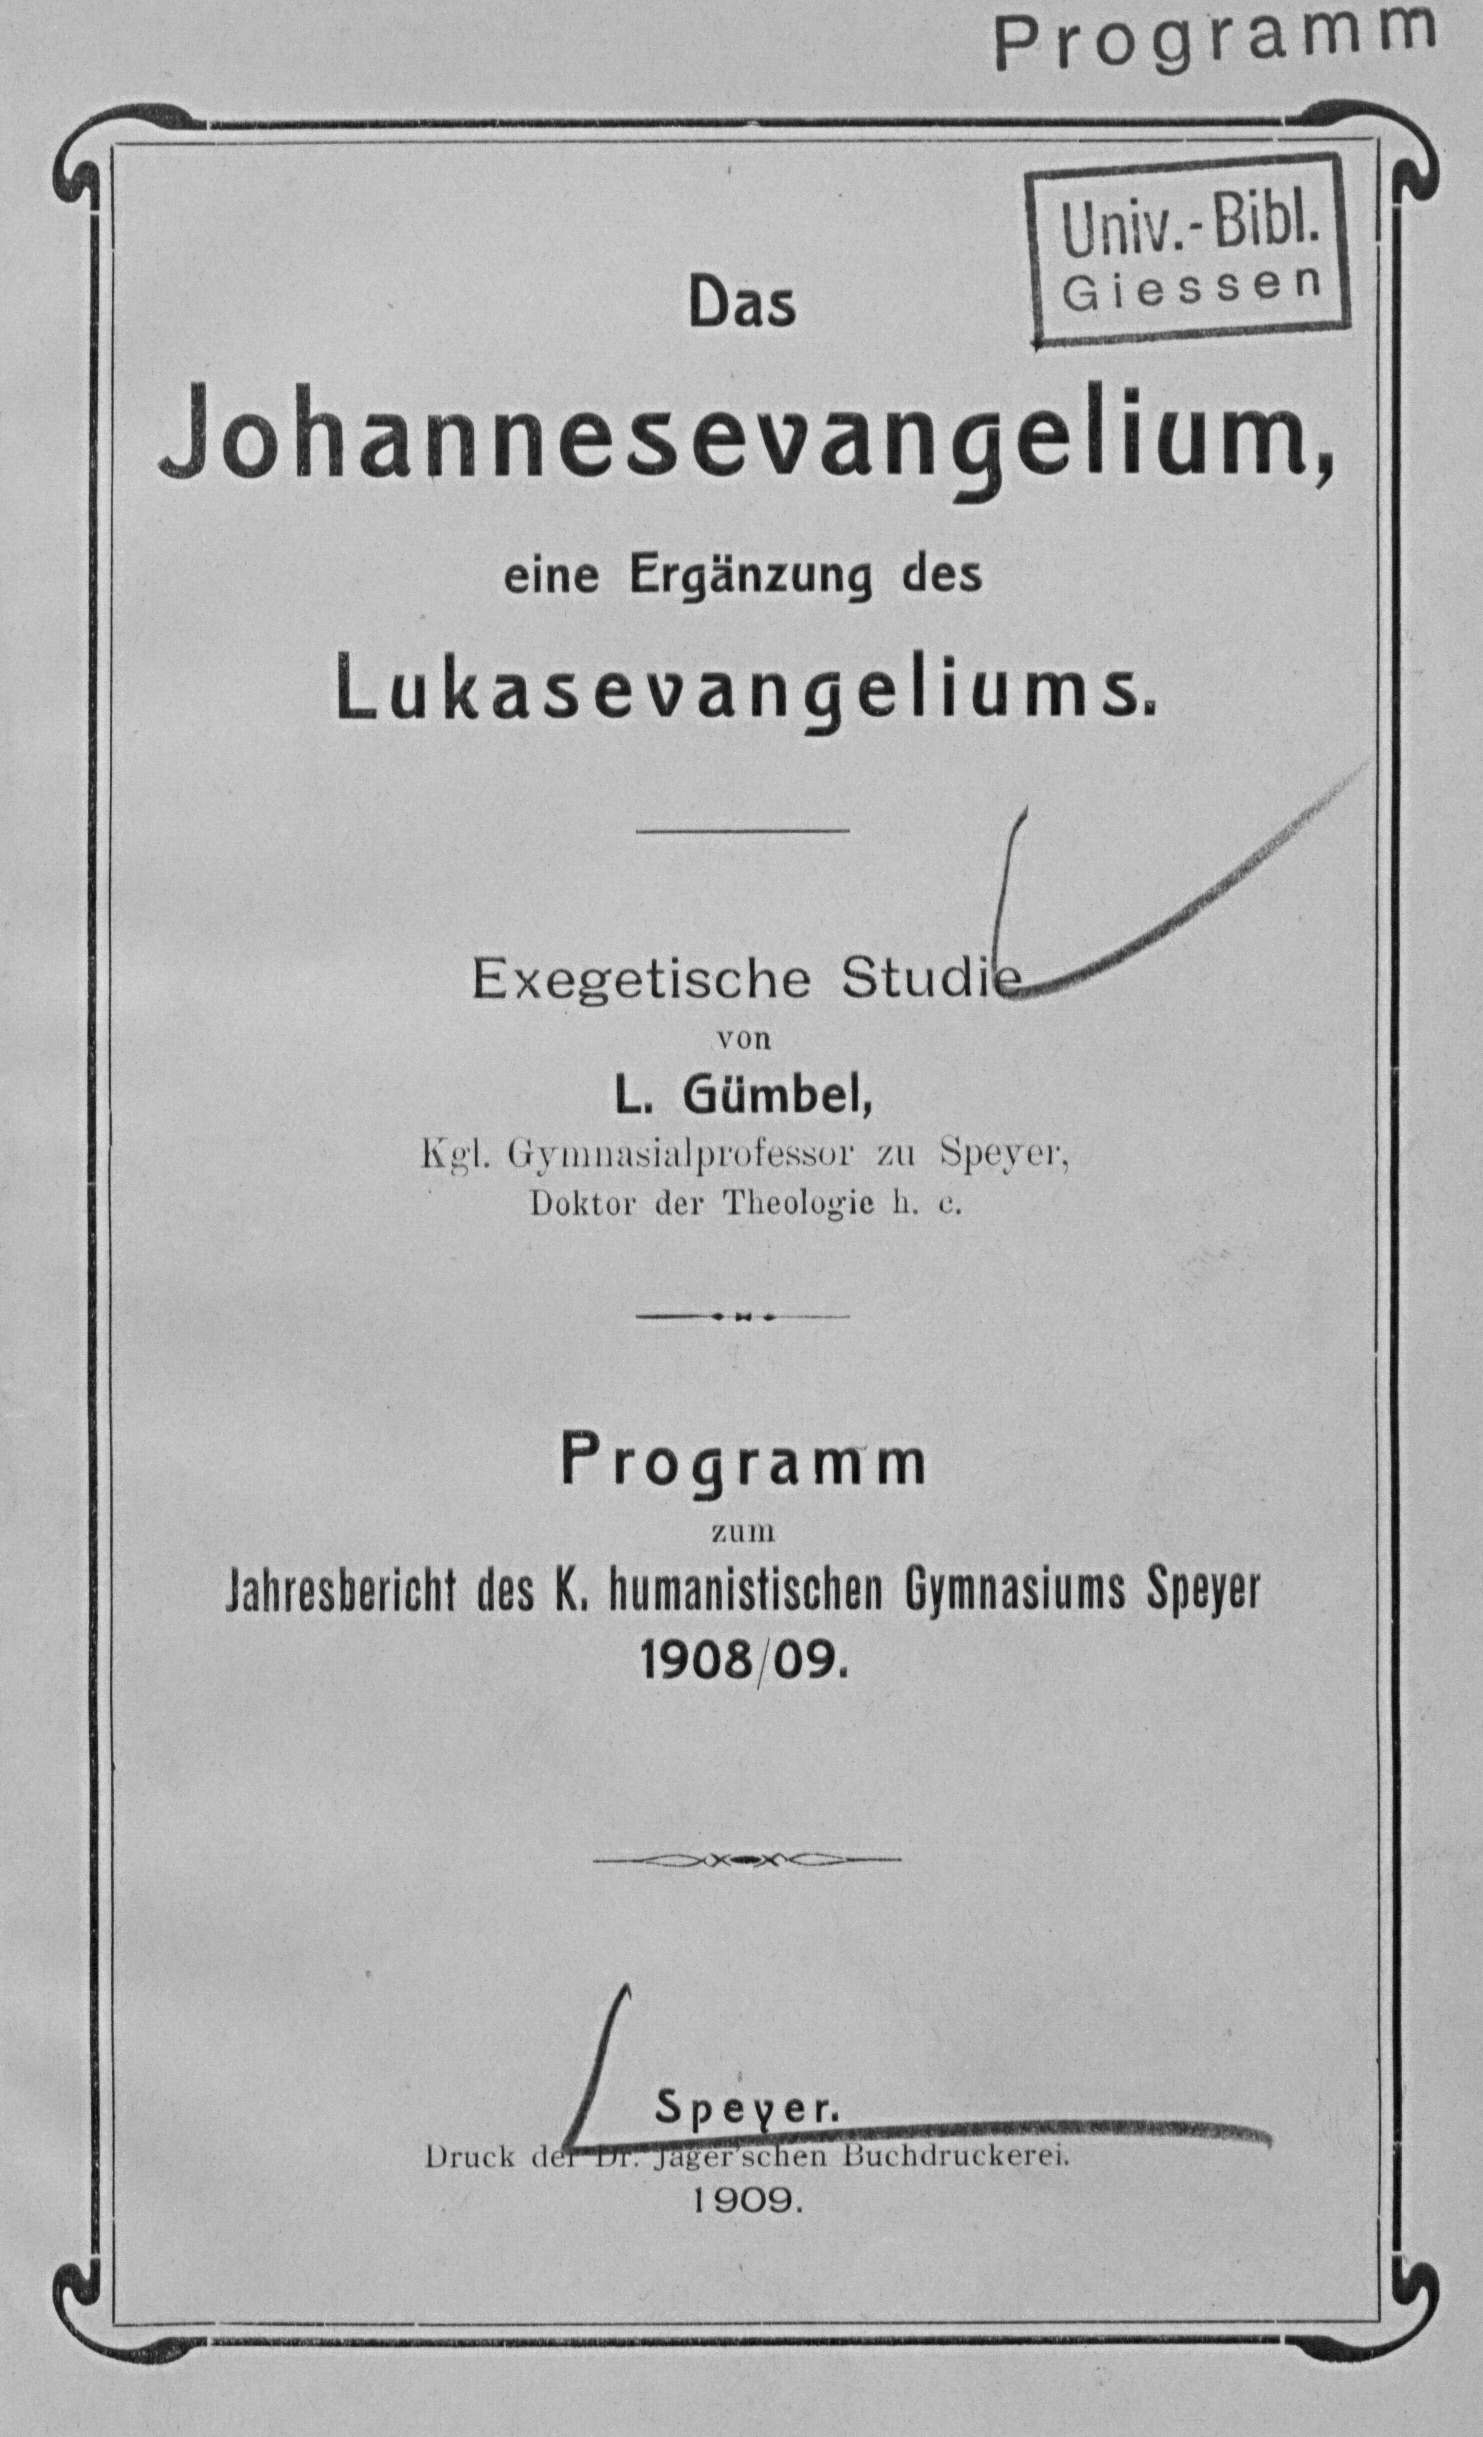 Programm
Univ.-Bibl.
Giessen
Das
Johannesevangelium,
eine Ergänzung des
Lukasevangeliums.
Exegetische Studie
von
L. Gümbel,
Kgl. Gymnasialprofessor zu Speyer,
Doktor der Theologie h. c.
Programm
zum
Jahresbericht des K. humanistischen Gymnasiums Speyer
1908/09.
Speyer.
Druck der Dr. Jäger'schen Buchdruckerei.
1909.